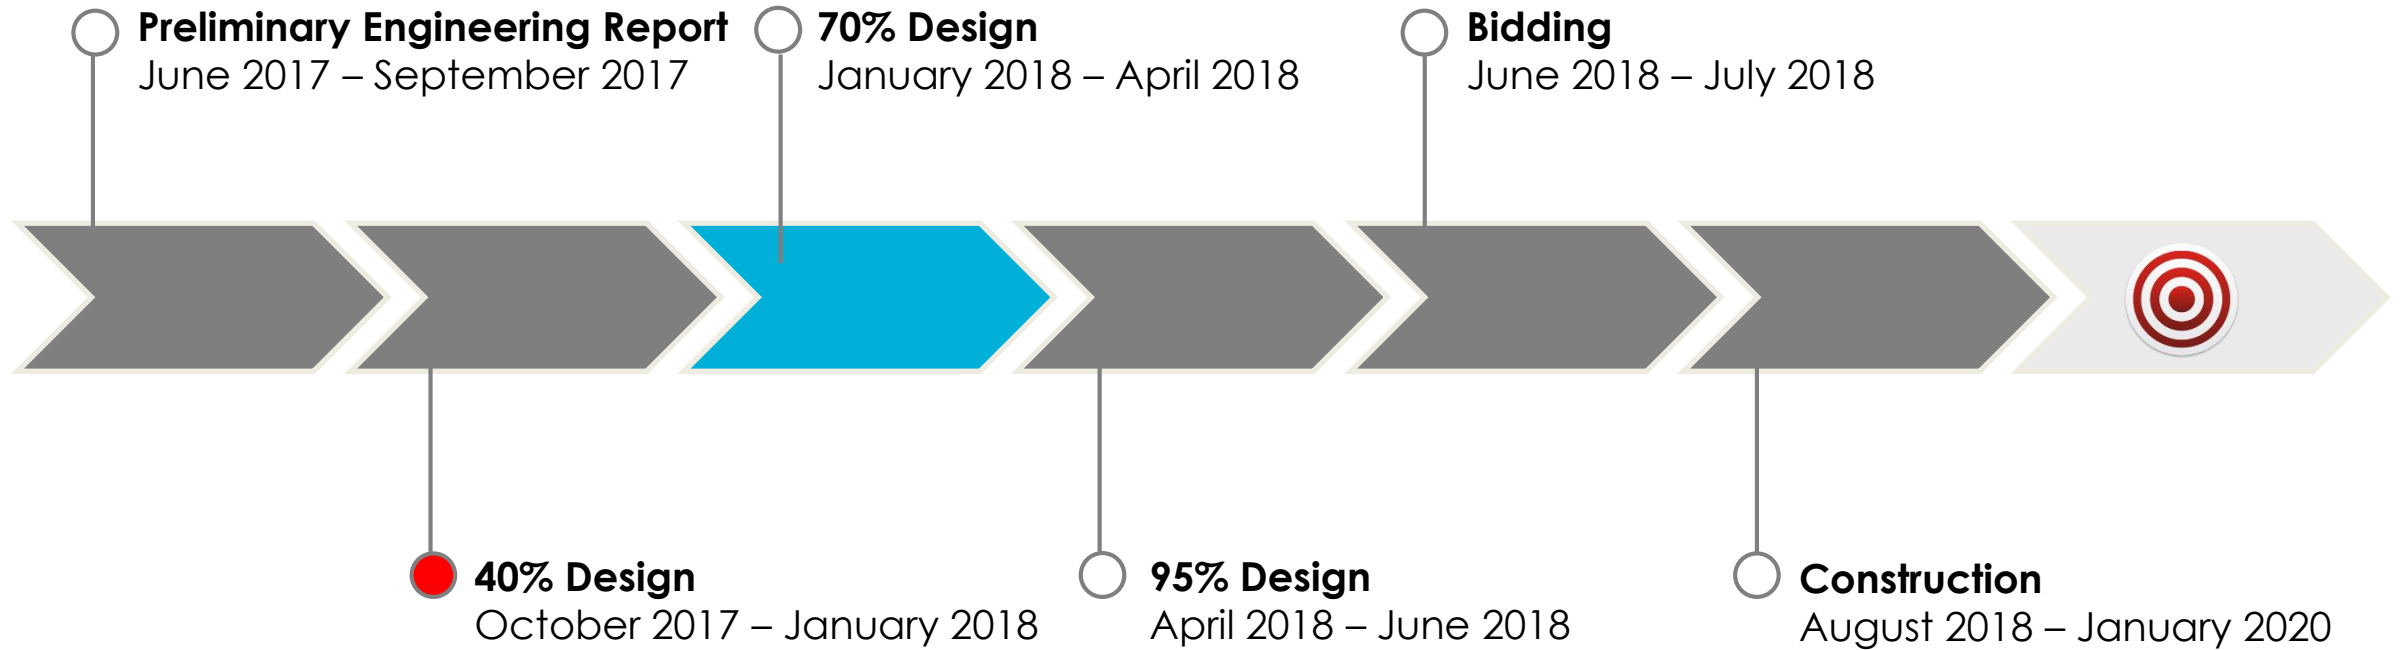 Preliminary Engineering Report
June 2017 – September 2017
70% Design
January 2018 – April 2018
Bidding
June 2018 – July 2018
40% Design
October 2017 – January 2018
95% Design
April 2018 – June 2018
Construction
August 2018 – January 2020